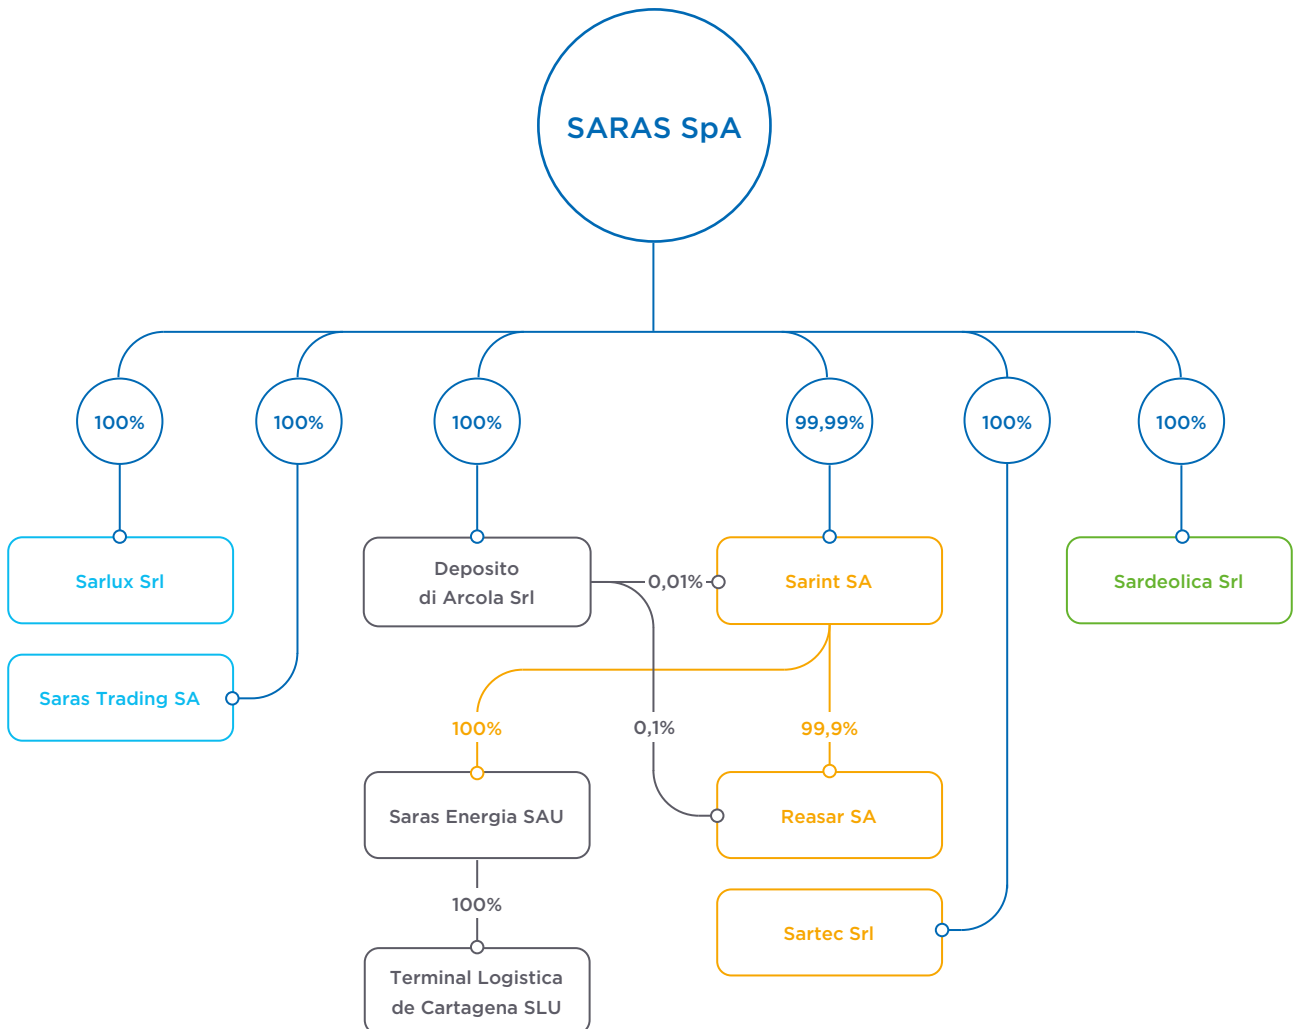 SARAS SpA
100%
100%
100%
99,99%
100%
100%
Sarlux Srl
Deposito
di Arcola Srl
0,01%
Sarint SA
Sardeolica Srl
Saras Trading SA
100%
0,1%
99,9%
Saras Energia SAU
Reasar SA
100%
Sartec Srl
Terminal Logistica
de Cartagena SLU